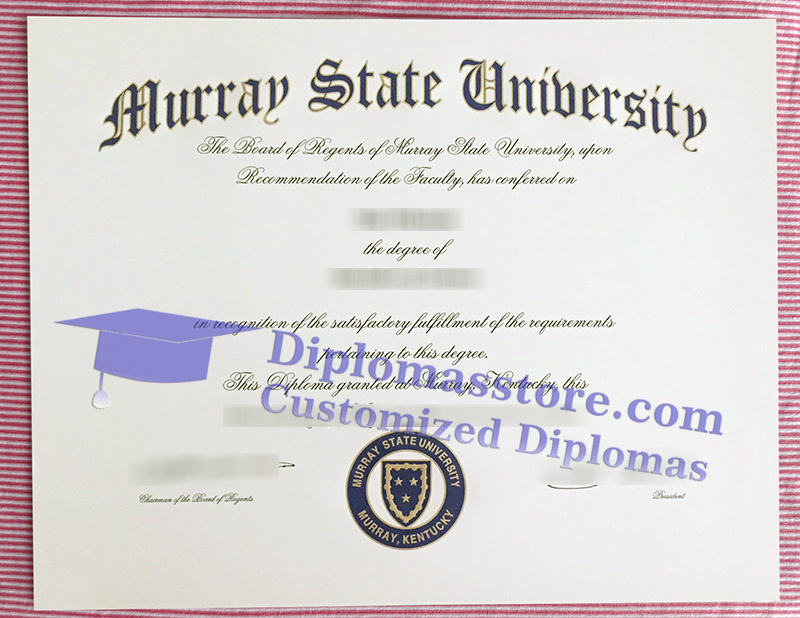 Murray State University
The Board of Regents of Murray State University, upon
Recommendation of the Faculty, has conferred on
the degree of
in recognition of the satisfactory fulfillment of the requirements
pertaining to this degree.
This Diploma granted at Murray, Kentucky, this
Diplomasstore.com
Customized Diplomas
MURRAY STATE UNIVERSITY
MURRAY, KENTUCKY
Chairman of the Board of Regents
President